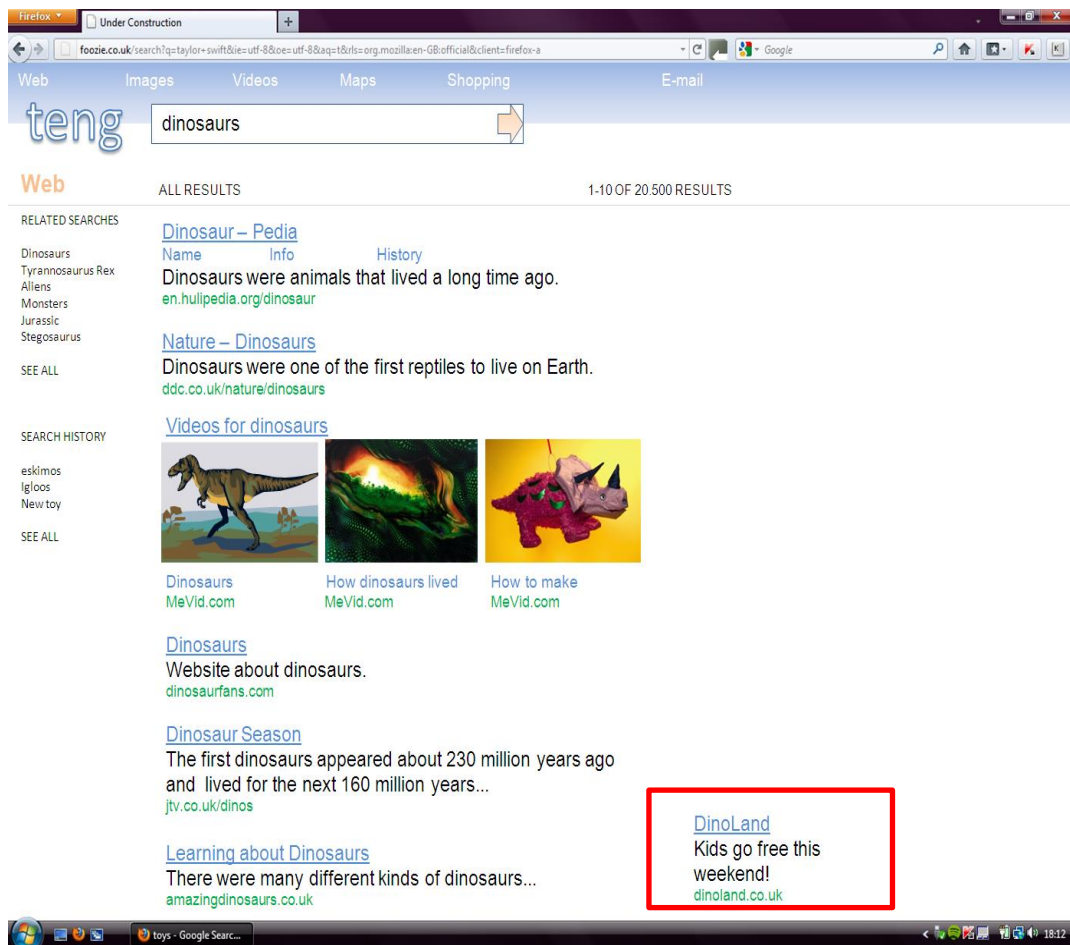 Firefox
Under Construction
foozie.co.uk/search?q=taylor+swift&ie=utf-8&oe=utf-8&aq=t&rls=org.mozilla:en-GB:official&client=firefox-a
Google
Web Images Videos Maps Shopping E-mail
teng
dinosaurs
Web
ALL RESULTS
1-10 OF 20.500 RESULTS
RELATED SEARCHES
Dinosaurs
Tyrannosaurus Rex
Aliens
Monsters
Jurassic
Stegosaurus
SEE ALL
SEARCH HISTORY
eskimos
Igloos
New toy
SEE ALL
Dinosaur – Pedia
Name Info History
Dinosaurs were animals that lived a long time ago.
en.hulipedia.org/dinosaur
Nature – Dinosaurs
Dinosaurs were one of the first reptiles to live on Earth.
ddc.co.uk/nature/dinosaurs
Videos for dinosaurs
Dinosaurs
MeVid.com
How dinosaurs lived
MeVid.com
How to make
MeVid.com
Dinosaurs
Website about dinosaurs.
dinosaurfans.com
Dinosaur Season
The first dinosaurs appeared about 230 million years ago
and lived for the next 160 million years...
jtv.co.uk/dinos
Learning about Dinosaurs
There were many different kinds of dinosaurs...
amazingdinosaurs.co.uk
DinoLand
Kids go free this
weekend!
dinoland.co.uk
toys - Google Searc...
18:12